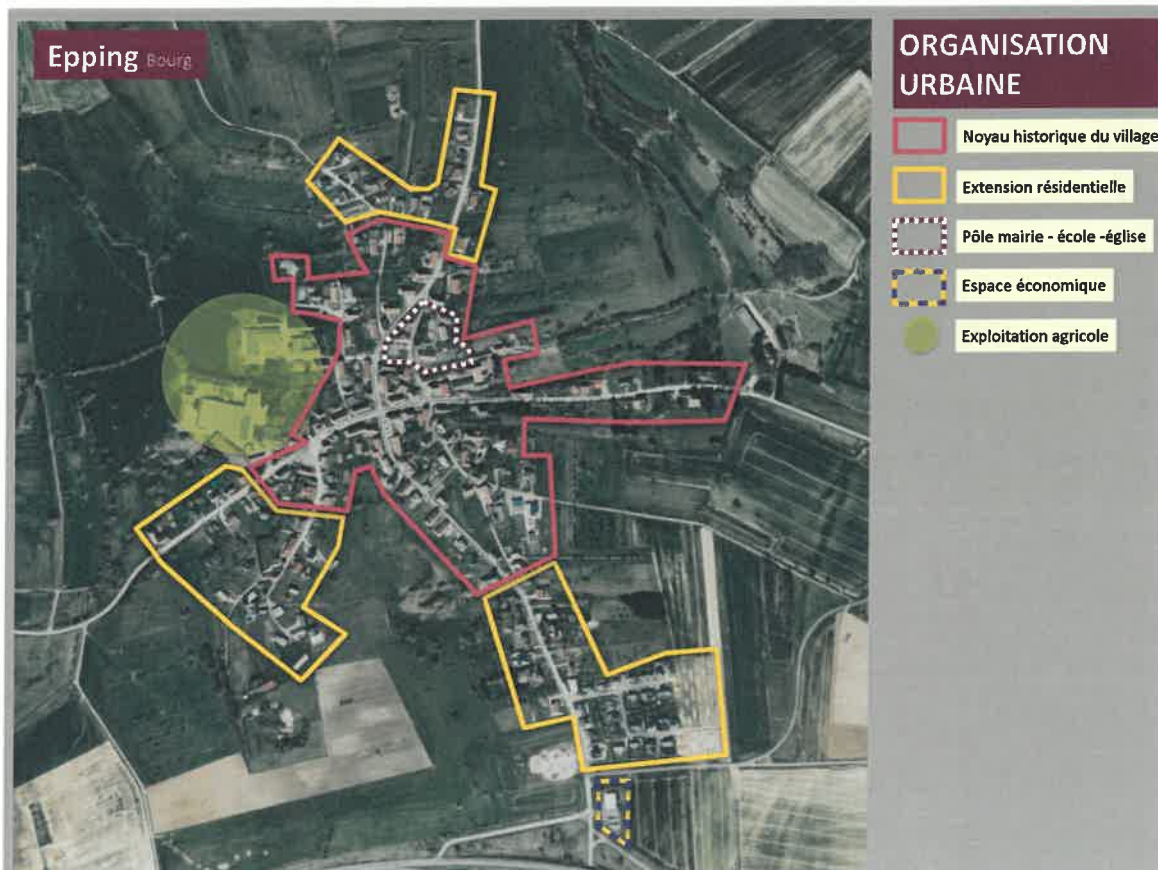 Epping Bourg
ORGANISATION
URBAINE
Noyau historique du village
Extension résidentielle
Pôle mairie - école -église
Espace économique
Exploitation agricole